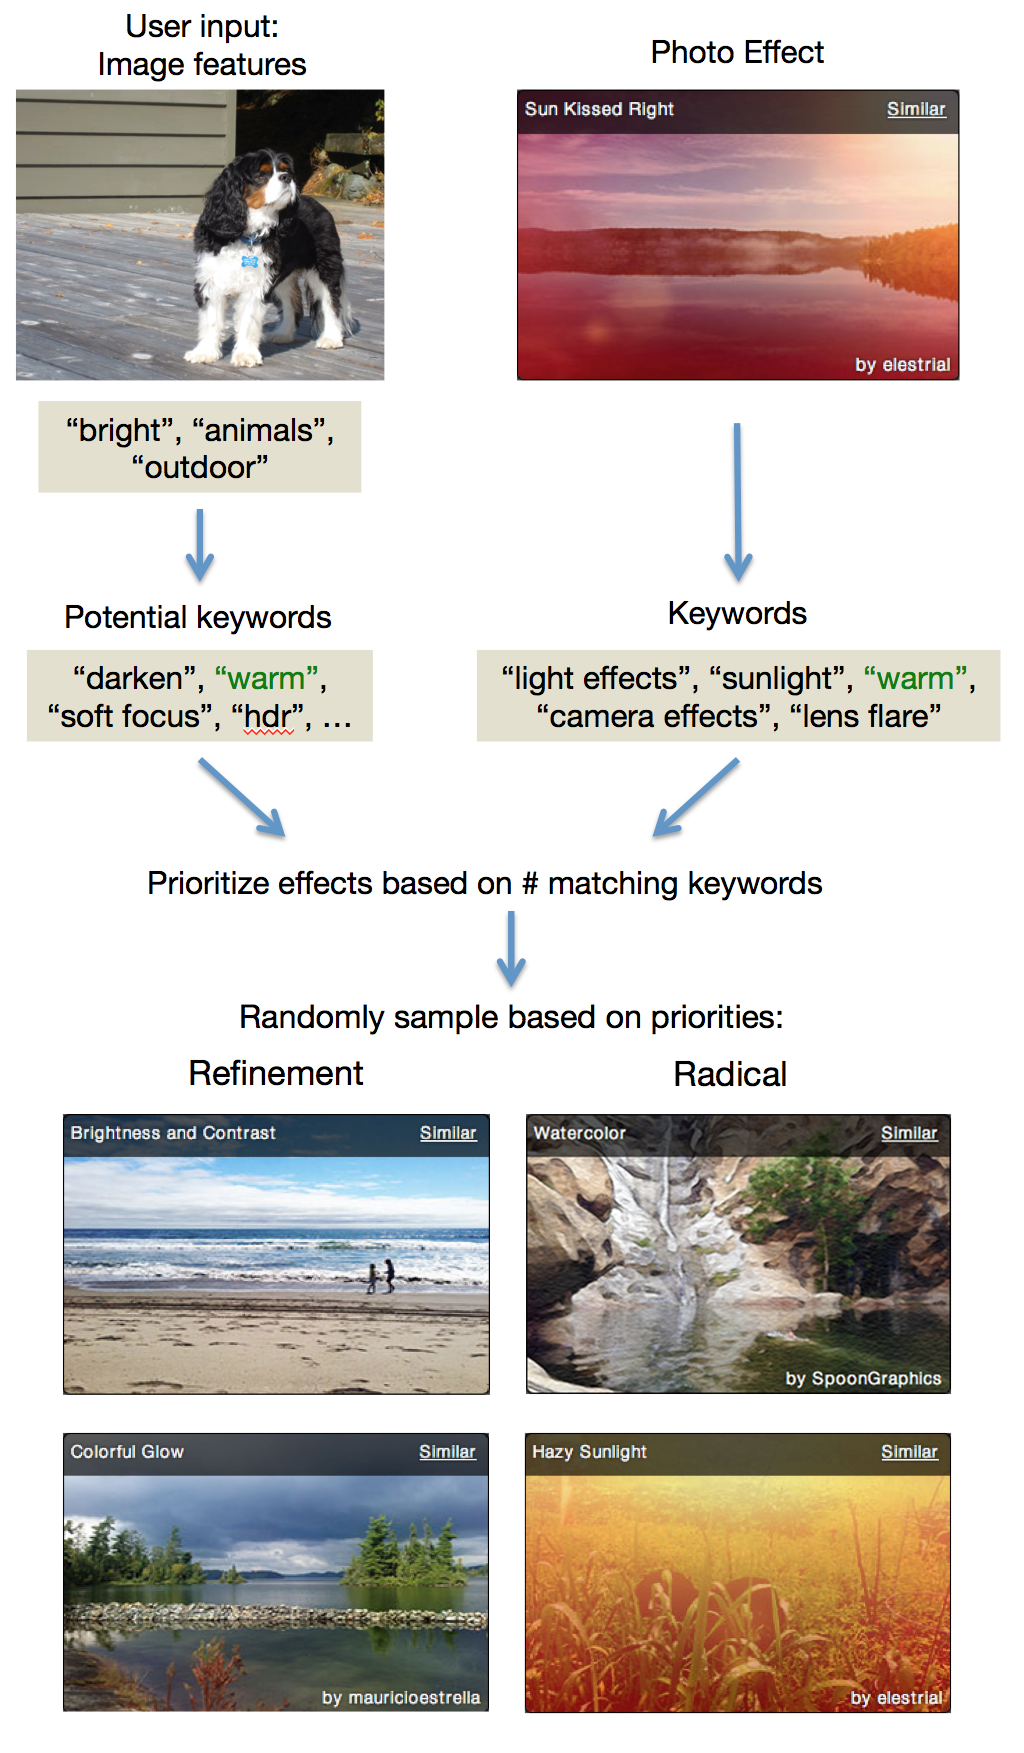 User input:
Image features
Photo Effect
Sun Kissed Right
Similar
by elestrial
“bright”, “animals”,
“outdoor”
Potential keywords
Keywords
“darken”, “warm”,
“soft focus”, “hdr”, …
“light effects”, “sunlight”, “warm”,
“camera effects”, “lens flare”
Prioritize effects based on # matching keywords
Randomly sample based on priorities:
Refinement
Radical
Brightness and Contrast
Similar
Watercolor
Similar
by SpoonGraphics
Colorful Glow
Similar
by mauricioestrella
Hazy Sunlight
Similar
by elestrial